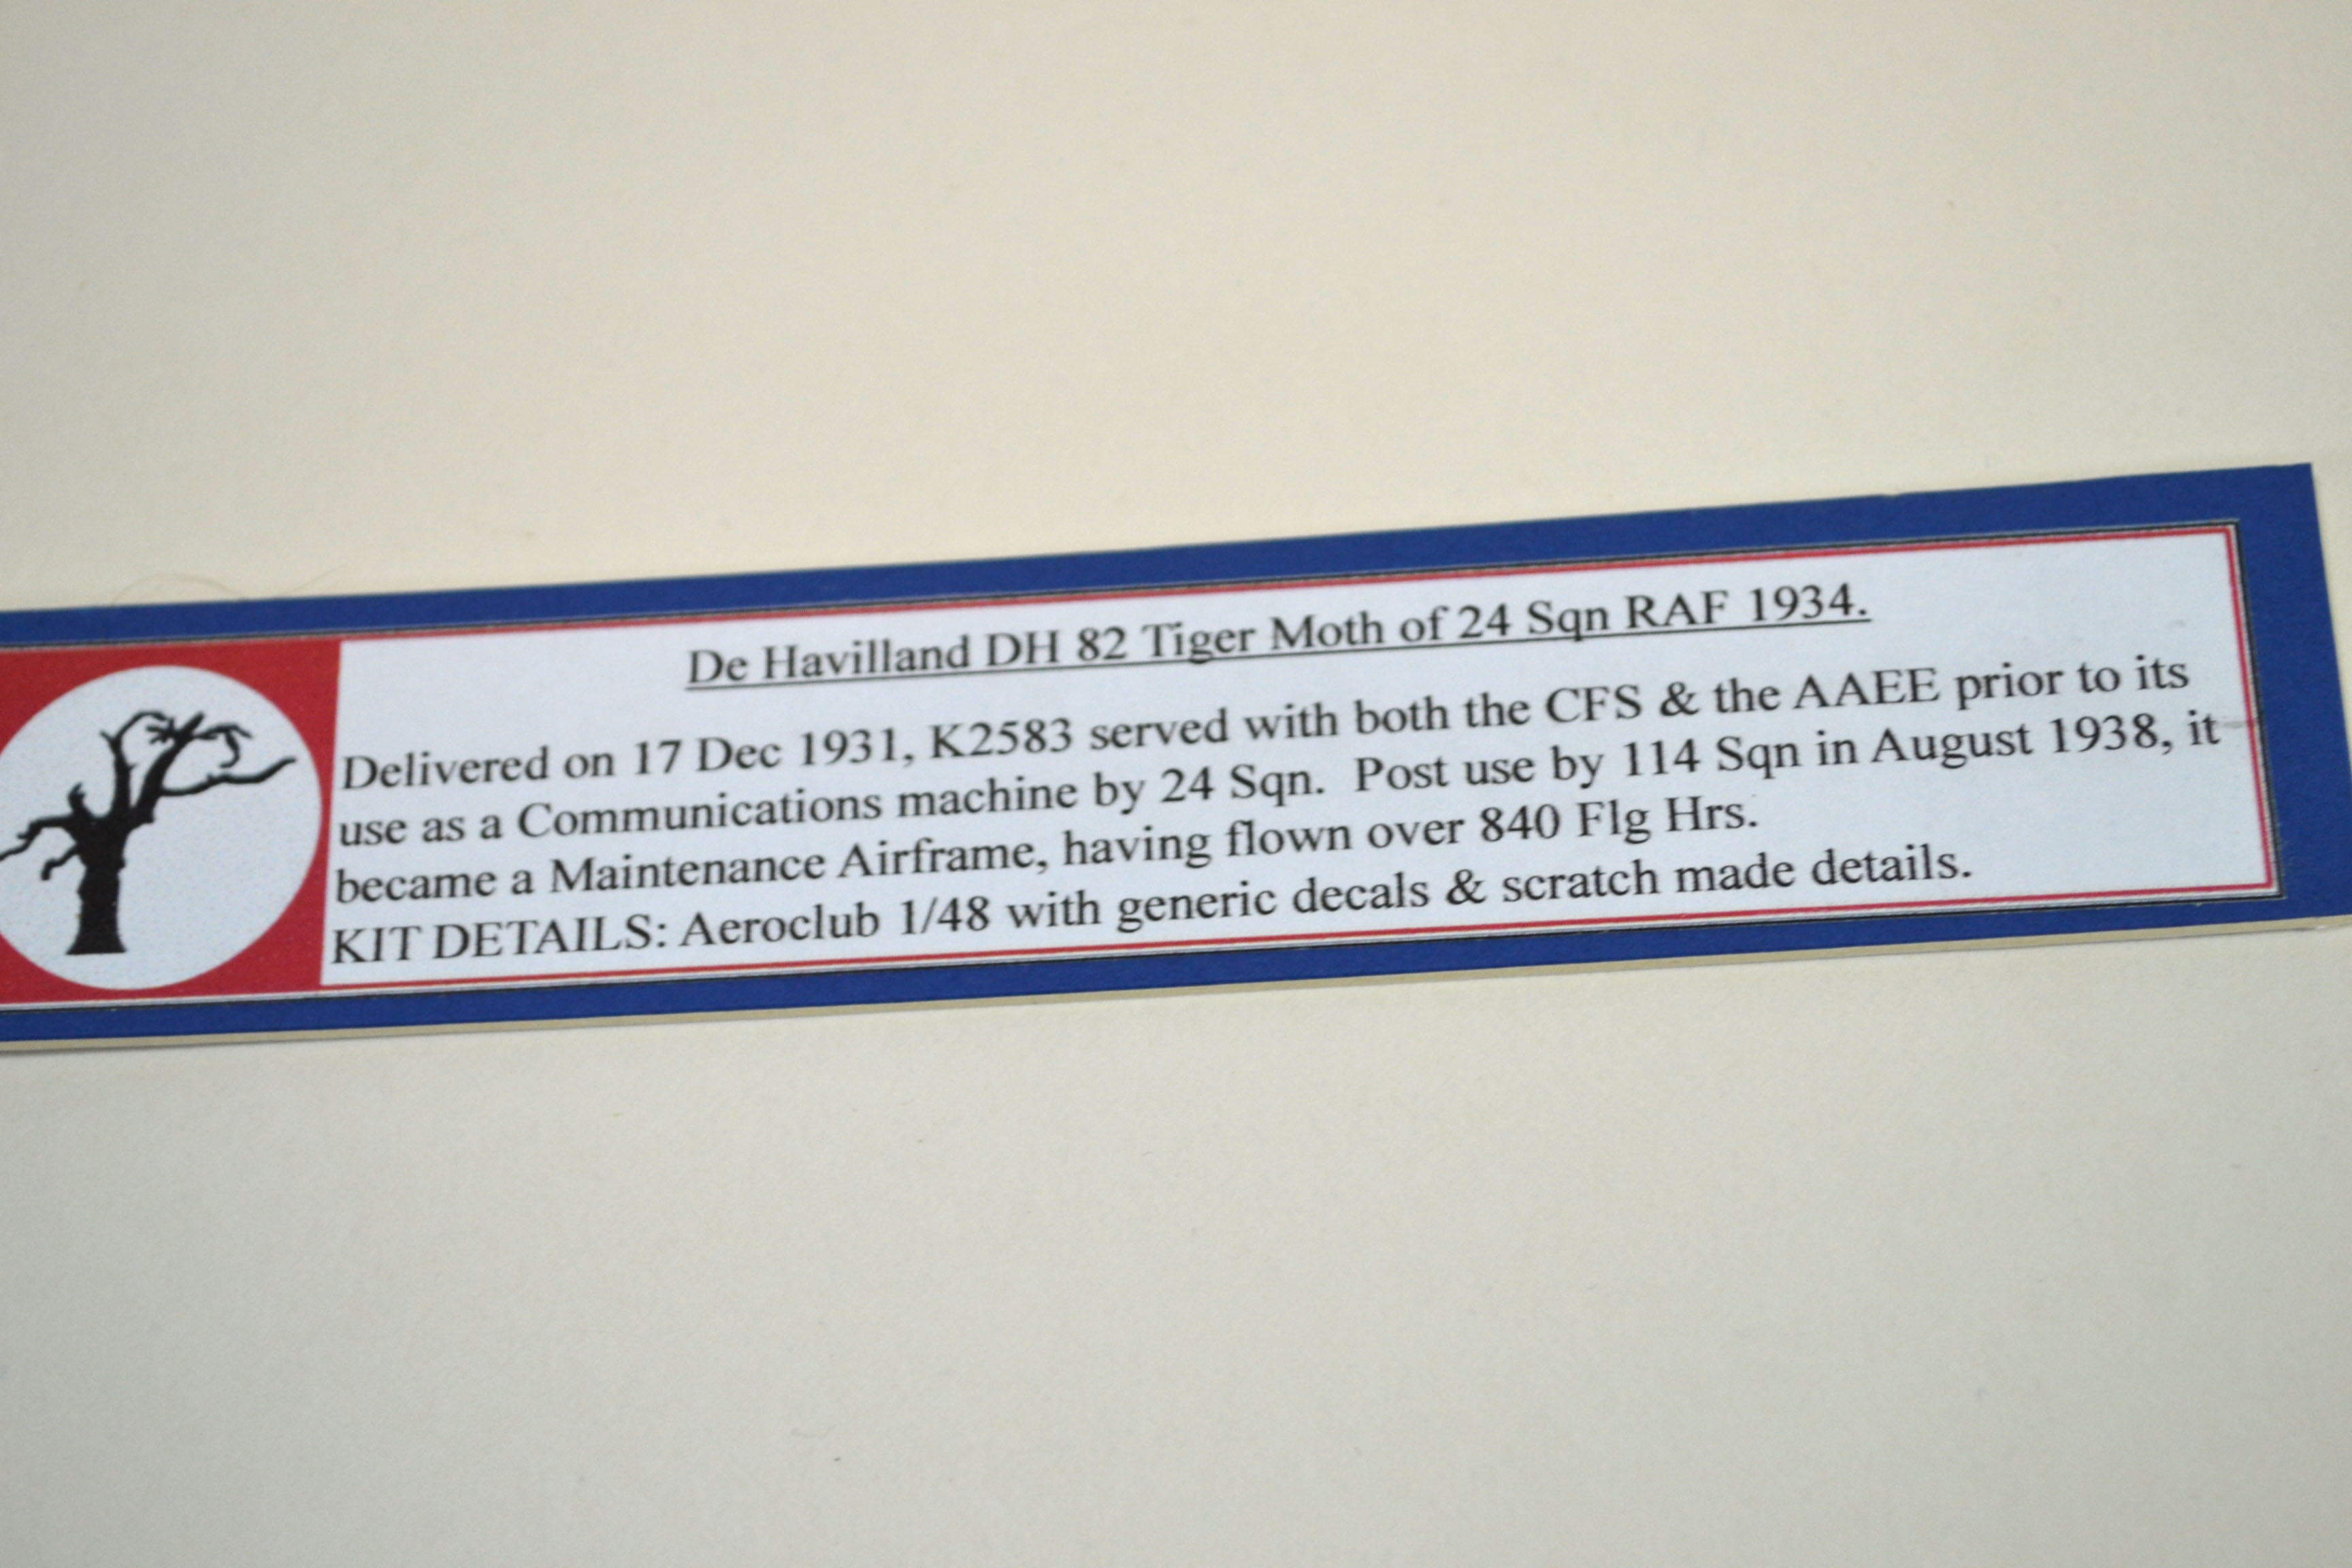 De Havilland DH 82 Tiger Moth of 24 Sqn RAF 1934.
Delivered on 17 Dec 1931, K2583 served with both the CFS & the AAEE prior to its
use as a Communications machine by 24 Sqn. Post use by 114 Sqn in August 1938, it
became a Maintenance Airframe, having flown over 840 Flg Hrs.
KIT DETAILS: Aeroclub 1/48 with generic decals & scratch made details.